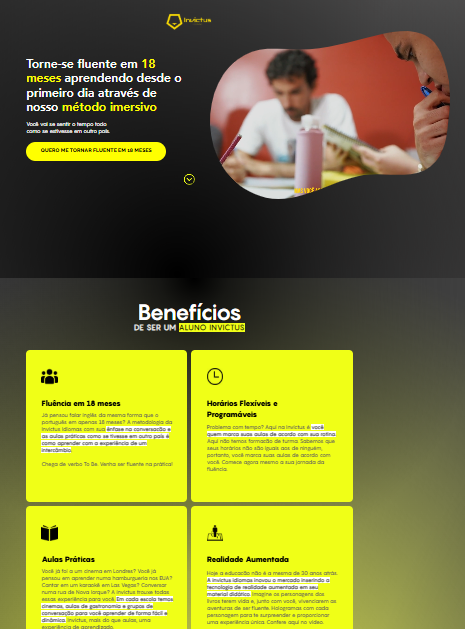 invictus
Torne-se fluente em 18
meses aprendendo desde o
primeiro dia através de
nosso método imersivo
Você vai se sentir o tempo todo
como se estivesse em outro país.
QUERO ME TORNAR FLUENTE EM 18 MESES
Benefícios
DE SER UM ALUNO INVICTUS
Fluência em 18 meses
Já pensou falar inglês da mesma forma que o
português em apenas 18 meses? A metodologia da
Invictus Idiomas com sua ênfase na conversação e
as aulas práticas como se tivesse em outro país é
como aprender com a experiência de um
intercâmbio.
Chega de verbo To Be. Venha ser fluente na prática!
Horários Flexíveis e
Programáveis
Problema com tempo? Aqui na Invictus é você
quem marca suas aulas de acordo com sua rotina.
Aqui não temos formação de turma. Sabemos que
seus horários não são iguais aos de ninguém,
portanto, você marca suas aulas de acordo com
você. Comece agora mesmo a sua jornada da
fluência.
Aulas Práticas
Você já foi a um cinema em Londres? Você já
pensou em aprender numa hamburgueria nos EUA?
Cantar em um karaokê em Las Vegas? Conversar
numa rua de Nova Iorque? A Invictus trouxe todas
essas experiência para você. Em cada escola temos
cinemas, aulas de gastronomia e grupos de
conversação para você aprender de forma fácil e
dinâmica. Invictus, mais do que aulas, uma
experiência de aprendizado.
Realidade Aumentada
Hoje a educação não é a mesma de 30 anos atrás.
A Invictus Idiomas inovou o mercado inserindo a
tecnologia de realidade aumentada em seu
material didático. Imagine os personagens dos
livros terem vida e, junto com você, vivenciarem as
aventuras de ser fluente. Hologramas com cada
personagem para te surpreender e proporcionar
uma experiência única. Confere aqui no vídeo